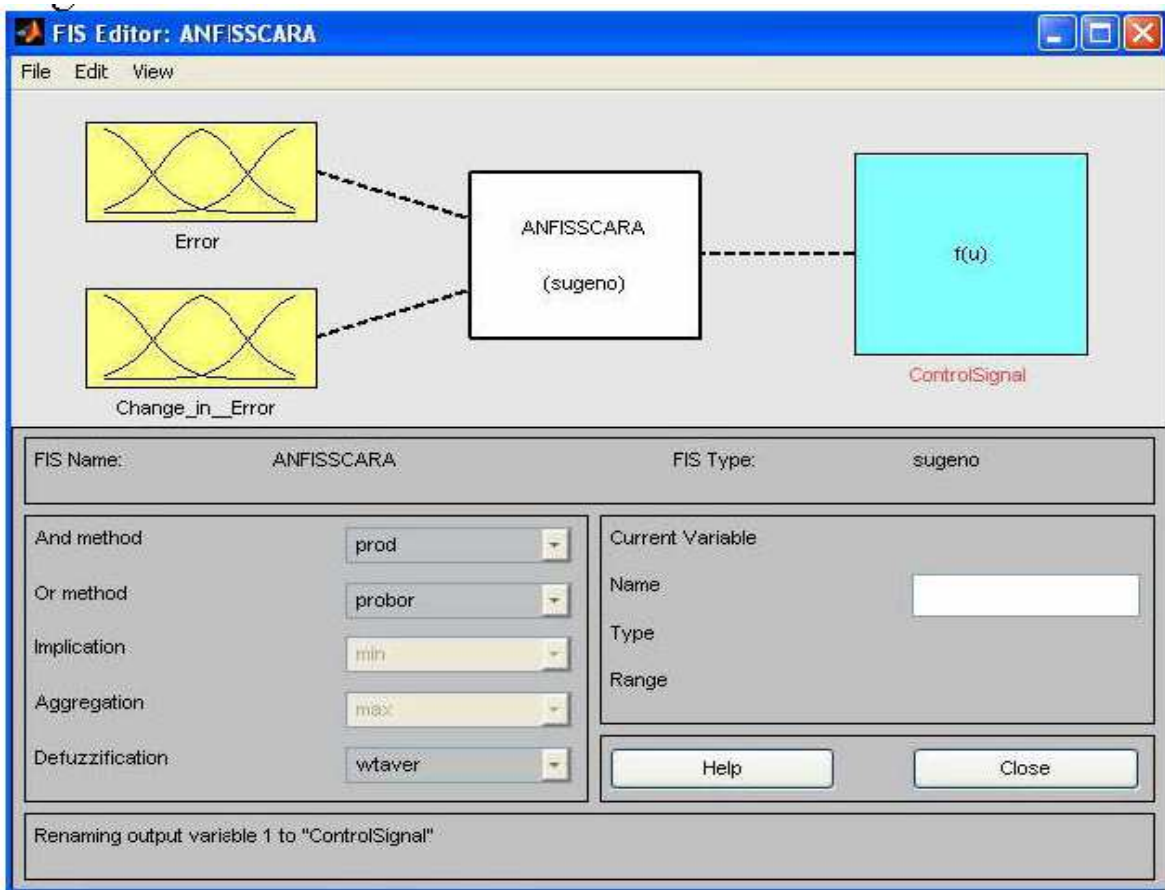 FIS Editor: ANFISSCARA
File Edit View
Error
Change_in__Error
ANFISSCARA
(sugeno)
f(u)
ControlSignal
FIS Name: ANFISSCARA FIS Type: sugeno
And method prod
Or method probor
Implication min
Aggregation max
Defuzzification wtaver
Current Variable
Name
Type
Range
Help Close
Renaming output variable 1 to "ControlSignal"